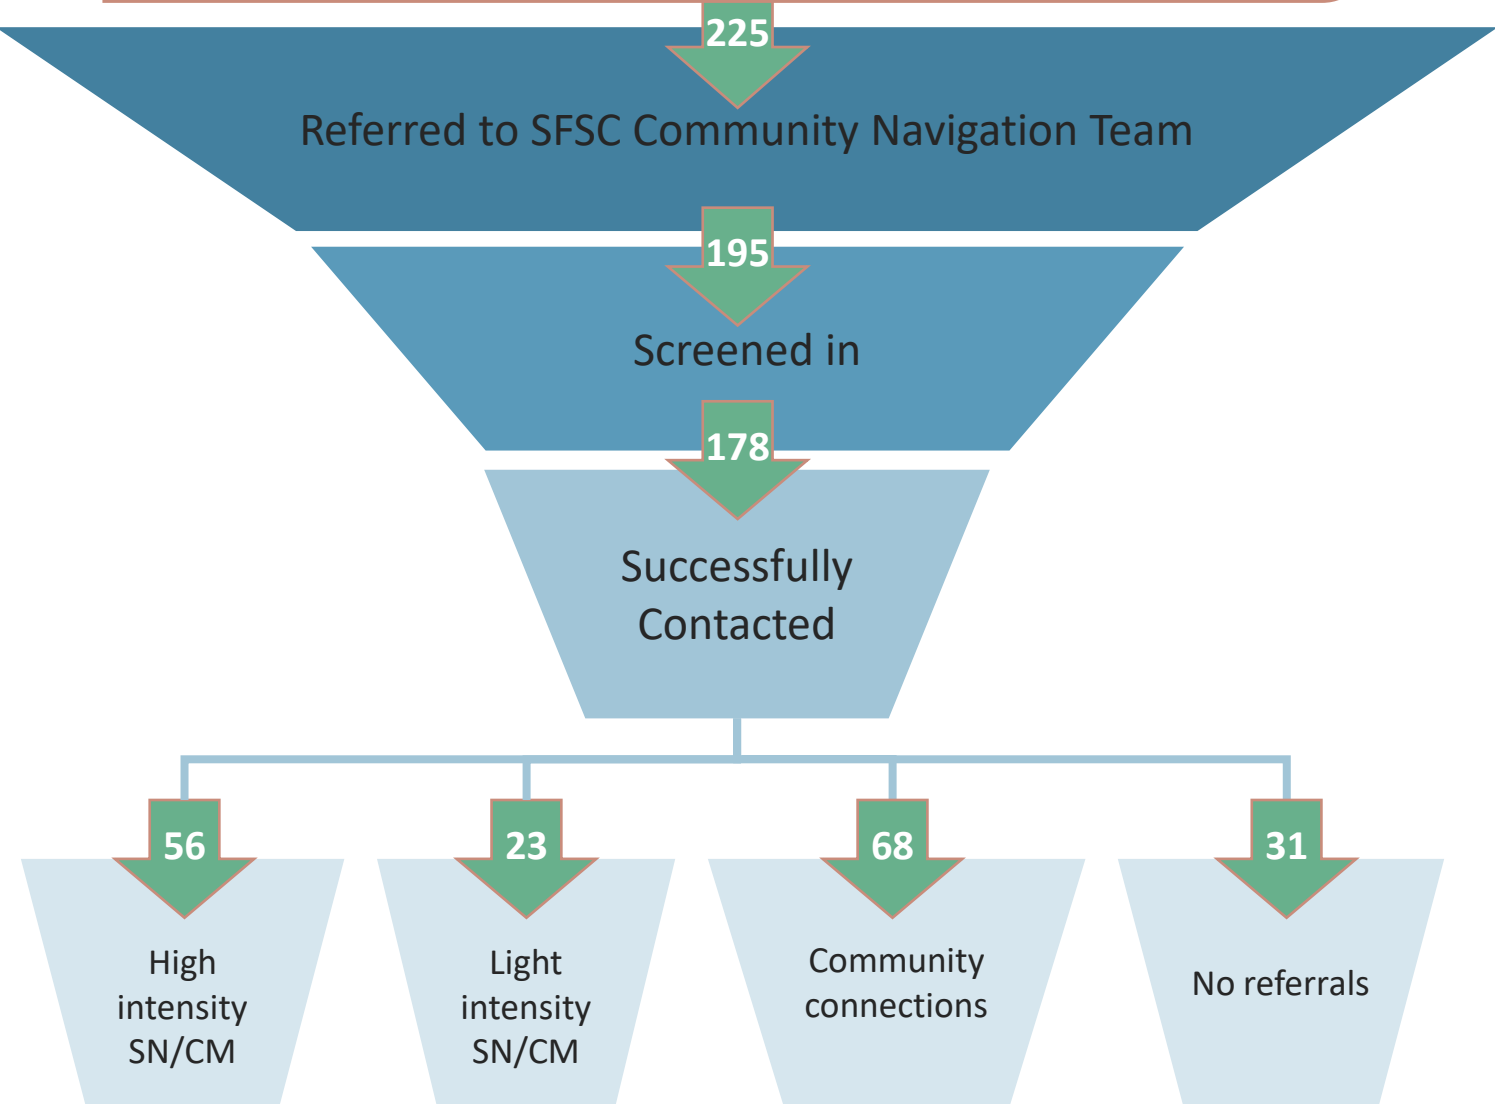 225
Referred to SFSC Community Navigation Team
195
Screened in
178
Successfully
Contacted
56
23
68
31
High
intensity
SN/CM
Light
intensity
SN/CM
Community
connections
No referrals